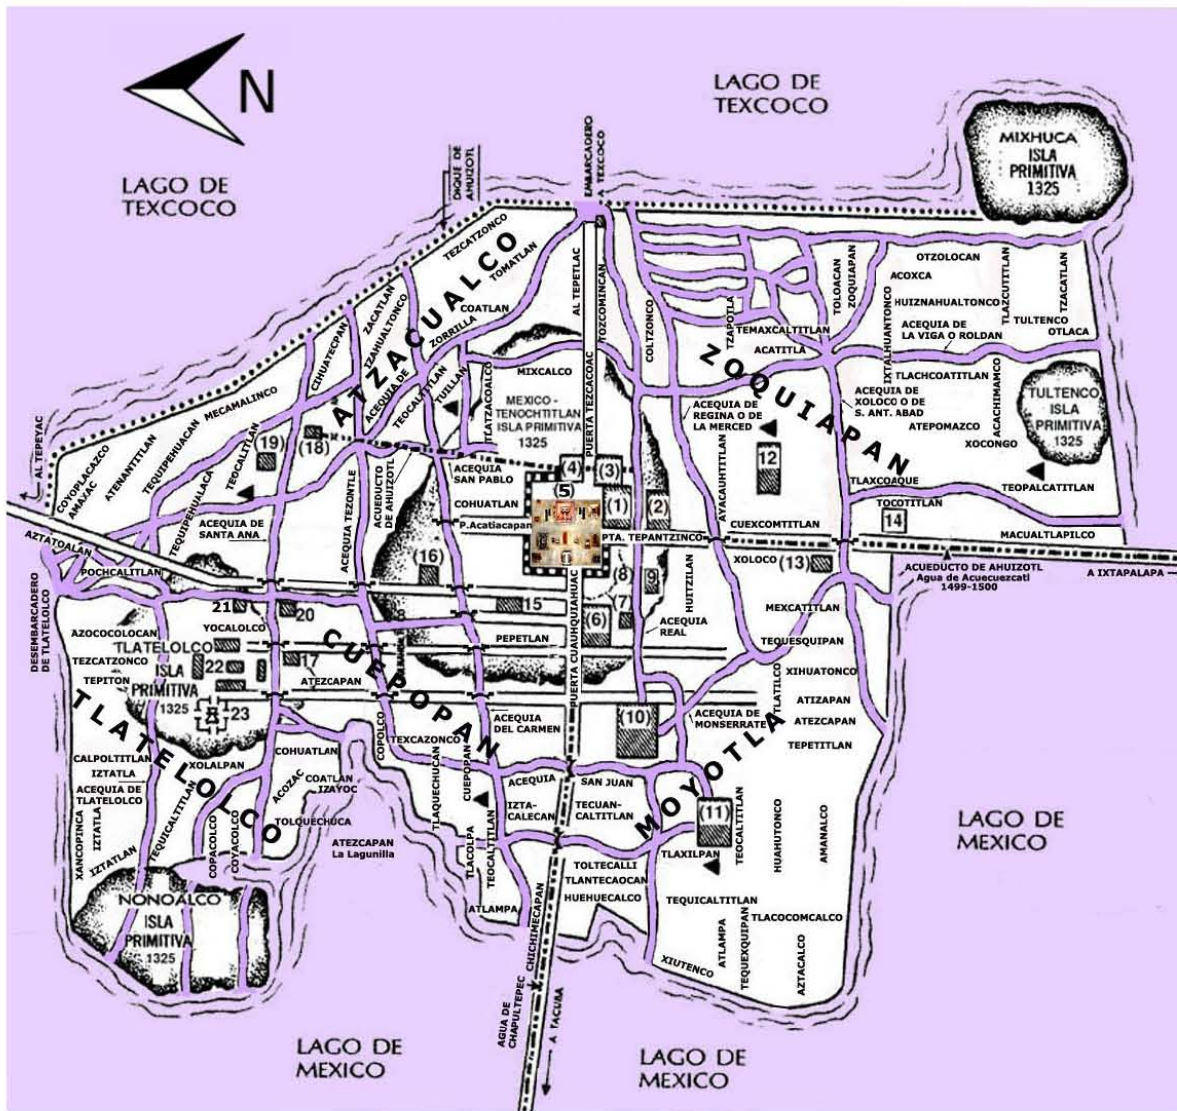 N
LAGO DE
TEXCOCO
LAGO DE
TEXCOCO
MIXHUCA
ISLA
PRIMITIVA
1325
DIQUE DE
AHUIZOTL
EMBARCADERO
A TEXCOCO
TEZCATZONCO
TOMATLAN
ATZACUALCO
COATLAN
ZORRILLA
ACEQUIA DE
ZACATLAN
IZAHUALTONCO
CIHUATECPAN
MECAMALINCO
TEQUIPEHUACAN
ATENANTITLAN
COYOPLACAZCO
AMAXAC
AL TEPEYAC
TEOCALTITLAN
TUILLAN
TLATZACOALCO
MIXCALCO
MEXICO-
TENOCHTITLAN
ISLA PRIMITIVA
1325
AL TEPETLAC
TOZCOMINCAN
PUERTA TEZCACOAC
COLTZONCO
TZAPOTLA
TEMAXCALTITLAN
ACATITLA
TOLOACAN
ZOQUIAPAN
ACOXCA
OTZOLOCAN
HUIZNAHUALTONCO
ACEQUIA DE
LA VIGA O ROLDAN
TLAZCUTITLAN
TULTENCO
TZACATLAN
OTLACA
IXTALHUANTONCO
TLACHCOATITLAN
ACACHIMAMCO
ACEQUIA DE
XOLOCO O DE
S. ANT. ABAD
ATEPOMAZCO
XOCONGO
TULTENCO
ISLA
PRIMITIVA
1325
TEOPALCATITLAN
ZOQUIAPAN
ACEQUIA DE
REGINA O DE
LA MERCED
AYACAUHTITLAN
12
TLAXCOAQUE
TOCOTITLAN
14
CUEXCOMTITLAN
MACUALTLAPILCO
XOLOCO
(13)
ACUEDUCTO DE AHUIZOTL
Agua de Acuecuezcatl
1499-1500
A IXTAPALAPA
(19)
(18)
TEOCALITLAN
TEQUIPEHUALACA
ACEQUIA DE
SANTA ANA
ACEQUIA TEZONTLE
ACUEDUCTO
DE AHUIZOTL
ACEQUIA
SAN PABLO
COHUATLAN
P.Acatiacapan
(4)
(3)
(5)
(1)
(2)
PTA. TEPANTZINCO
AZTATOALAN
POCHCALITLAN
DESEMBARCADERO
DE TLATELOLCO
(16)
(8)
9
(7)
(6)
15
HUITZILAN
ACEQUIA
REAL
21
20
YOCALOLCO
AZOCOCOLOCAN
TLATELOLCO
ISLA
PRIMITIVA
1325
22
17
23
TEZCATZONCO
TEPITON
ATEZCAPAN
PEPETLAN
CUEPOPAN
PUERTA CUAUHQUIAHUAC
MEXCATITLAN
TEQUESQUIPAN
XIHUATONCO
TLATILCO
ATIZAPAN
ATEZCAPAN
TEPETITLAN
ACEQUIA DE
MONSERRATE
(10)
MOYOTLA
ACEQUIA
DEL CARMEN
COPOLCO
TEXCAZONCO
TLAQUECHUCAN
CUEPOPAN
ACEQUIA
SAN JUAN
IZTA-
CALECAN
TECUAN-
CALTITLAN
(11)
TEOCALTITLAN
HUAHUTONCO
AMANALCO
TLATELOLCO
CALPOLTITLAN
IZTATLA
ACEQUIA DE
TLATELOLCO
XOLALPAN
COHUATLAN
ACOZAC
COATLAN
IZAYOC
TOLQUECHUCA
ATEZCAPAN
La Lagunilla
XANCOPINCA
IZTATLA
IZTATLAN
TEQUICALTITLAN
COPACOLCO
COYACOLCO
NONOALCO
ISLA
PRIMITIVA
1325
TLACOLPA
TEOCALTITLAN
ATLAMPA
TOLTECALLI
TLANTECAOCAN
HUEHUECALCO
TLAXILPAN
TEQUICALTITLAN
TLACOCOMCALCO
ATLAMPA
TEQUEXQUIPAN
AZTACALCO
XIUTENCO
CHICHIMECAPAN
AGUA DE
CHAPULTEPEC
A TACUBA
LAGO DE
MEXICO
LAGO DE
MEXICO
LAGO DE
MEXICO